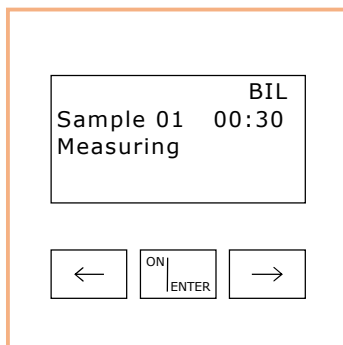 BIL
Sample 01 00:30
Measuring
ON
ENTER